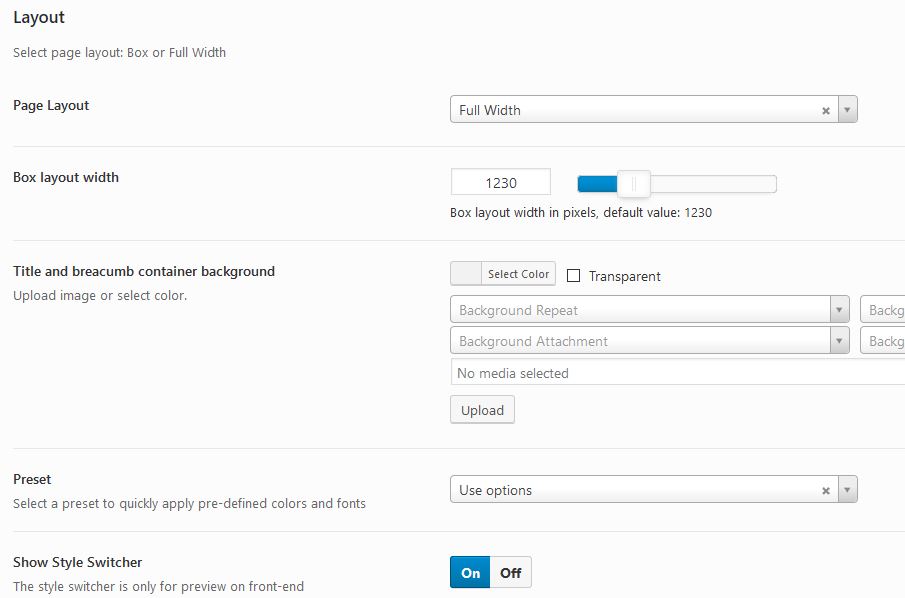 Layout
Select page layout: Box or Full Width
Page Layout
Full Width
Box layout width
1230
Box layout width in pixels, default value: 1230
Title and breacumb container background
Upload image or select color.
Select Color
Transparent
Background Repeat
Backg
Background Attachment
Backg
No media selected
Upload
Preset
Select a preset to quickly apply pre-defined colors and fonts
Use options
Show Style Switcher
The style switcher is only for preview on front-end
On Off